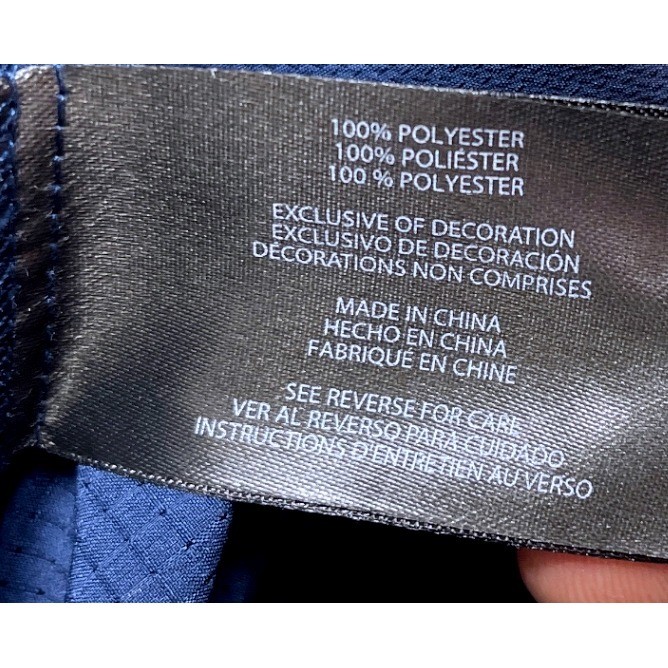 100% POLYESTER
100% POLIÉSTER
100 % POLYESTER
EXCLUSIVE OF DECORATION
EXCLUSIVO DE DECORACIÓN
DÉCORATIONS NON COMPRISES
MADE IN CHINA
HECHO EN CHINA
FABRIQUÉ EN CHINE
SEE REVERSE FOR CARE
VER AL REVERSO PARA CUIDADO
INSTRUCTIONS D'ENTRETIEN AU VERSO